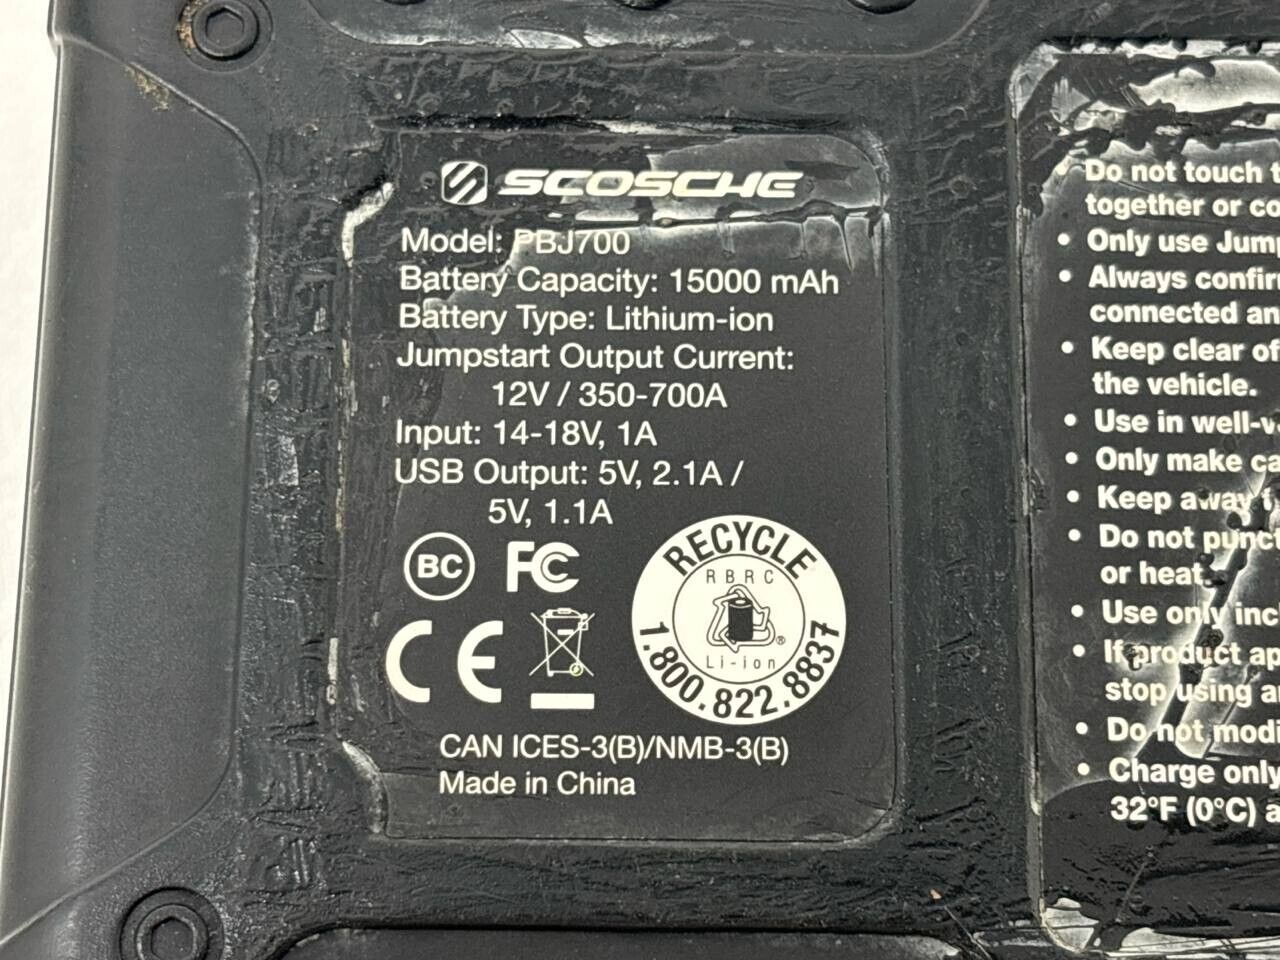 SCOSCHE
Model: PBJ700
Battery Capacity: 15000 mAh
Battery Type: Lithium-ion
Jumpstart Output Current:
12V / 350-700A
Input: 14-18V, 1A
USB Output: 5V, 2.1A /
5V, 1.1A
BC FC
CE
RECYCLE
RBRC
Li-ion
1.800.822.8837
CAN ICES-3(B)/NMB-3(B)
Made in China
• Do not touch
together or
• Only use
• Always
connected
• Keep clear of
the vehicle.
• Use in
• Only make
• Keep away
• Do not
or heat.
• Use only
• If product
stop using
• Do not
• Charge only
32°F (0°C)